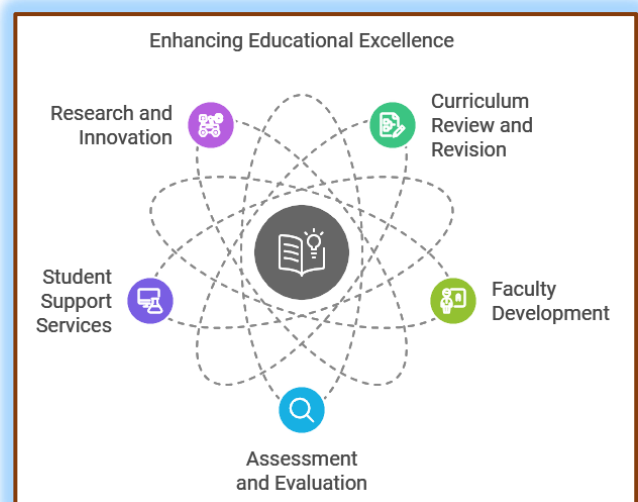 Enhancing Educational Excellence
Research and
Innovation
Curriculum
Review and
Revision
Student
Support
Services
Faculty
Development
Assessment
and Evaluation